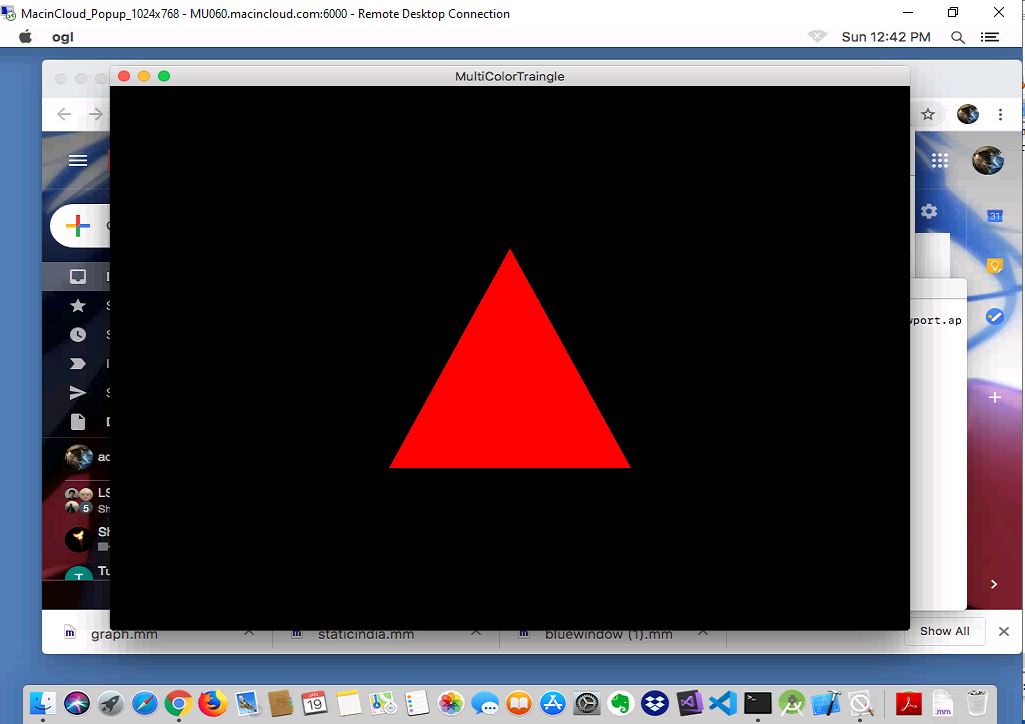 MacinCloud_Popup_1024x768 - MU060.macincloud.com:6000 - Remote Desktop Connection
ogl
Sun 12:42 PM
MultiColorTraingle
31
wport.ap
LS
5
Sh
Sh
T
Tu
graph.mm
staticindia.mm
bluewindow (1).mm
Show All
JAN
19
.mm